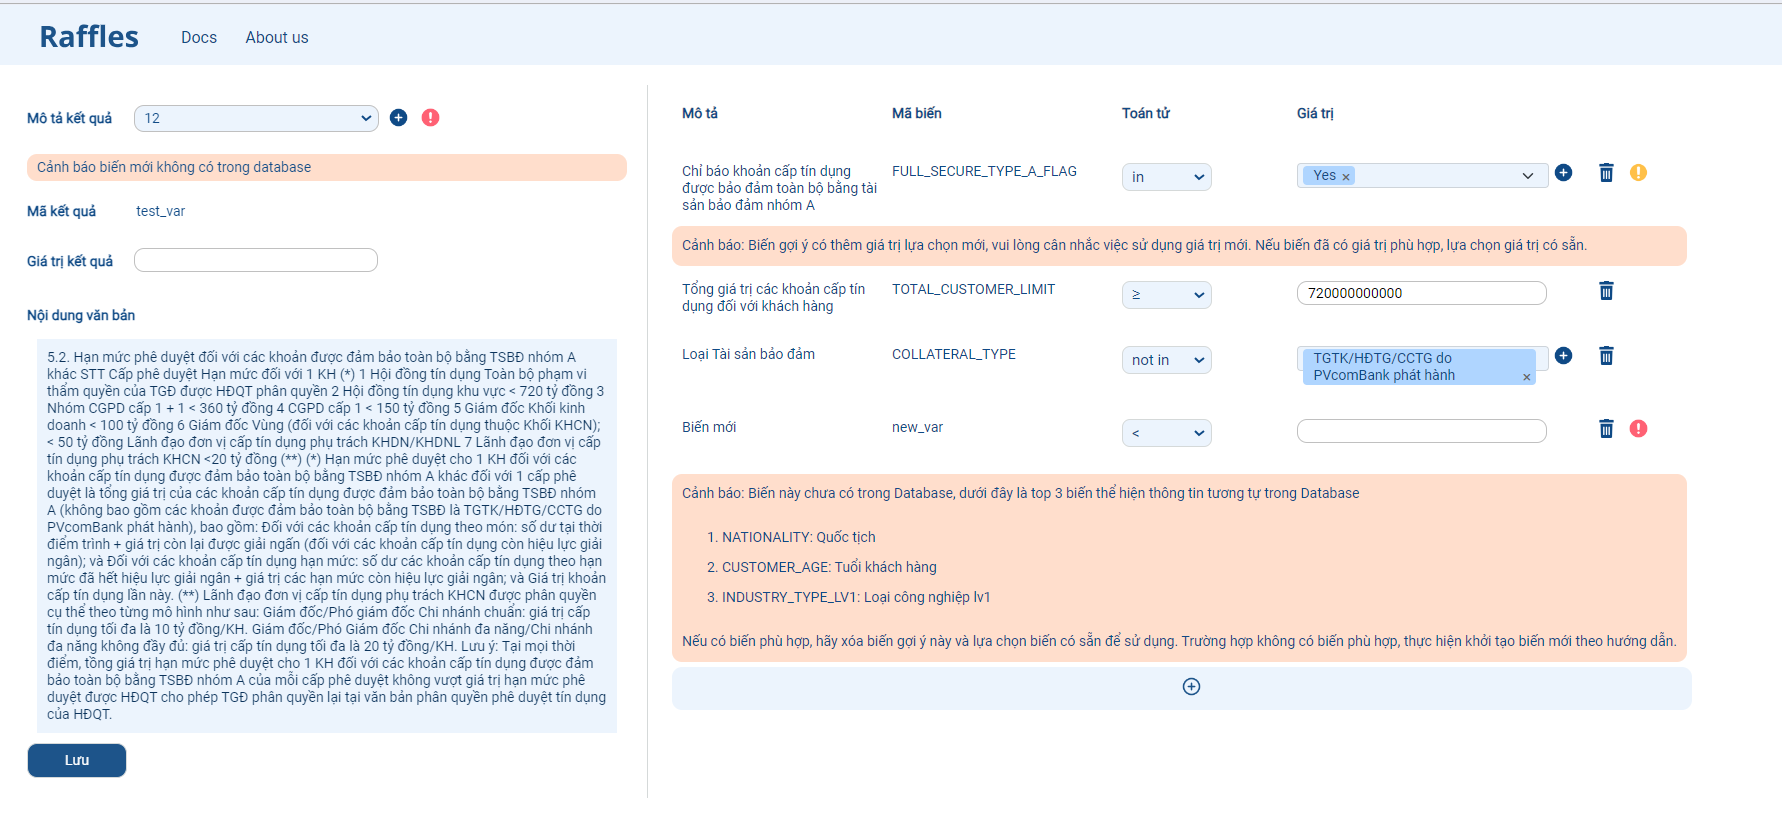 Raffles
Docs
About us
Mô tả kết quả
12
Cảnh báo biến mới không có trong database
Mã kết quả
test_var
Giá trị kết quả
Nội dung văn bản
5.2. Hạn mức phê duyệt đối với các khoản được đảm bảo toàn bộ bằng TSBĐ nhóm A
khác STT Cấp phê duyệt Hạn mức đối với 1 KH (*) 1 Hội đồng tín dụng Toàn bộ phạm vi
thẩm quyền của TGĐ được HĐQT phân quyền 2 Hội đồng tín dụng khu vực < 720 tỷ đồng 3
Nhóm CGPD cấp 1 + 1 < 360 tỷ đồng 4 CGPD cấp 1 < 150 tỷ đồng 5 Giám đốc Khối kinh
doanh < 100 tỷ đồng 6 Giám đốc Vùng (đối với các khoản cấp tín dụng thuộc Khối KHCN);
< 50 tỷ đồng Lãnh đạo đơn vị cấp tín dụng phụ trách KHDN/KHDNL 7 Lãnh đạo đơn vị cấp
tín dụng phụ trách KHCN <20 tỷ đồng (**) (*) Hạn mức phê duyệt cho 1 KH đối với các
khoản cấp tín dụng được đảm bảo toàn bộ bằng TSBĐ nhóm A khác đối với 1 cấp phê
duyệt là tổng giá trị của các khoản cấp tín dụng được đảm bảo toàn bộ bằng TSBĐ nhóm
A (không bao gồm các khoản được đảm bảo toàn bộ bằng TSBĐ là TGTK/HĐTG/CCTG do
PVcomBank phát hành), bao gồm: Đối với các khoản cấp tín dụng theo món: số dư tại thời
điểm trình + giá trị còn lại được giải ngân (đối với các khoản cấp tín dụng còn hiệu lực giải
ngân); và Đối với các khoản cấp tín dụng hạn mức: số dư các khoản cấp tín dụng theo hạn
mức đã hết hiệu lực giải ngân + giá trị các hạn mức còn hiệu lực giải ngân; và Giá trị khoản
cấp tín dụng lần này. (**) Lãnh đạo đơn vị cấp tín dụng phụ trách KHCN được phân quyền
cụ thể theo từng mô hình như sau: Giám đốc/Phó giám đốc Chi nhánh chuẩn: giá trị cấp
tín dụng tối đa là 10 tỷ đồng/KH. Giám đốc/Phó Giám đốc Chi nhánh đa năng/Chi nhánh
đa năng không đầy đủ: giá trị cấp tín dụng tối đa là 20 tỷ đồng/KH. Lưu ý: Tại mọi thời
điểm, tổng giá trị hạn mức phê duyệt cho 1 KH đối với các khoản cấp tín dụng được đảm
bảo toàn bộ bằng TSBĐ nhóm A của mỗi cấp phê duyệt không vượt giá trị hạn mức phê
duyệt được HĐQT cho phép TGĐ phân quyền lại tại văn bản phân quyền phê duyệt tín dụng
của HĐQT.
Lưu
Mô tả
Mã biến
Toán tử
Giá trị
Chỉ báo khoản cấp tín dụng
được bảo đảm toàn bộ bằng tài
sản bảo đảm nhóm A
FULL_SECURE_TYPE_A_FLAG
in
Yes ×
Cảnh báo: Biến gợi ý có thêm giá trị lựa chọn mới, vui lòng cân nhắc việc sử dụng giá trị mới. Nếu biến đã có giá trị phù hợp, lựa chọn giá trị có sẵn.
Tổng giá trị các khoản cấp tín
dụng đối với khách hàng
TOTAL_CUSTOMER_LIMIT
≥
720000000000
Loại Tài sản bảo đảm
COLLATERAL_TYPE
not in
TGTK/HĐTG/CCTG do
PVcomBank phát hành ×
Biến mới
new_var
<
Cảnh báo: Biến này chưa có trong Database, dưới đây là top 3 biến thể hiện thông tin tương tự trong Database
1. NATIONALITY: Quốc tịch
2. CUSTOMER_AGE: Tuổi khách hàng
3. INDUSTRY_TYPE_LV1: Loại công nghiệp lv1
Nếu có biến phù hợp, hãy xóa biến gợi ý này và lựa chọn biến có sẵn để sử dụng. Trường hợp không có biến phù hợp, thực hiện khởi tạo biến mới theo hướng dẫn.